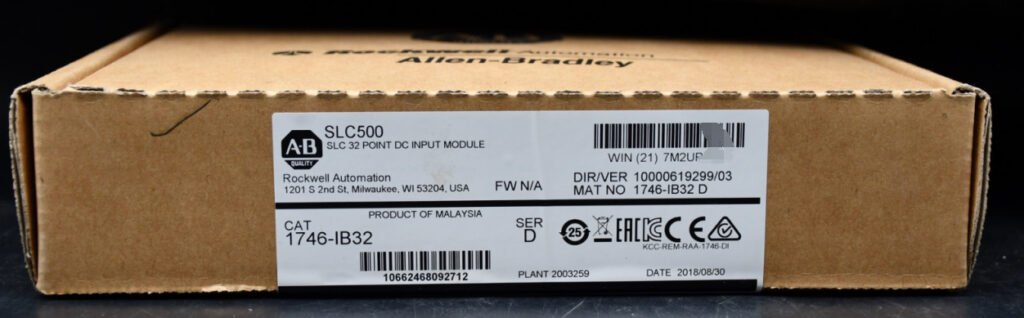 Rockwell Automation
Allen-Bradley
A-B
QUALITY
SLC500
SLC 32 POINT DC INPUT MODULE
Rockwell Automation
1201 S 2nd St, Milwaukee, WI 53204, USA
FW N/A
WIN (21) 7M2UP
DIR/VER 10000619299/03
MAT NO 1746-IB32 D
PRODUCT OF MALAYSIA
CAT
1746-IB32
10662468092712
SER
D
25
EAC
CE
KCC-REM-RAA-1746-DI
PLANT 2003259
DATE 2018/08/30